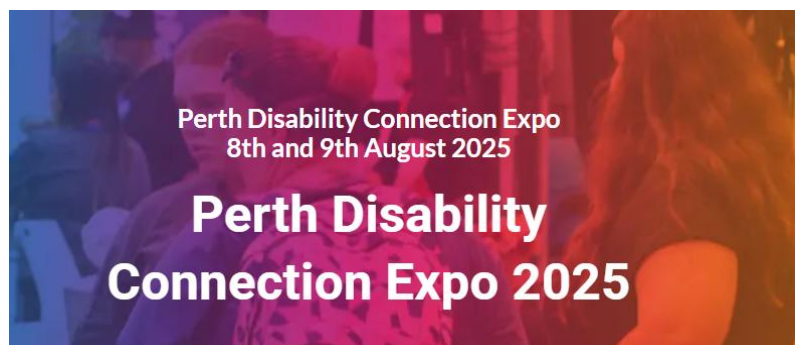 Perth Disability Connection Expo
8th and 9th August 2025
Perth Disability
Connection Expo 2025